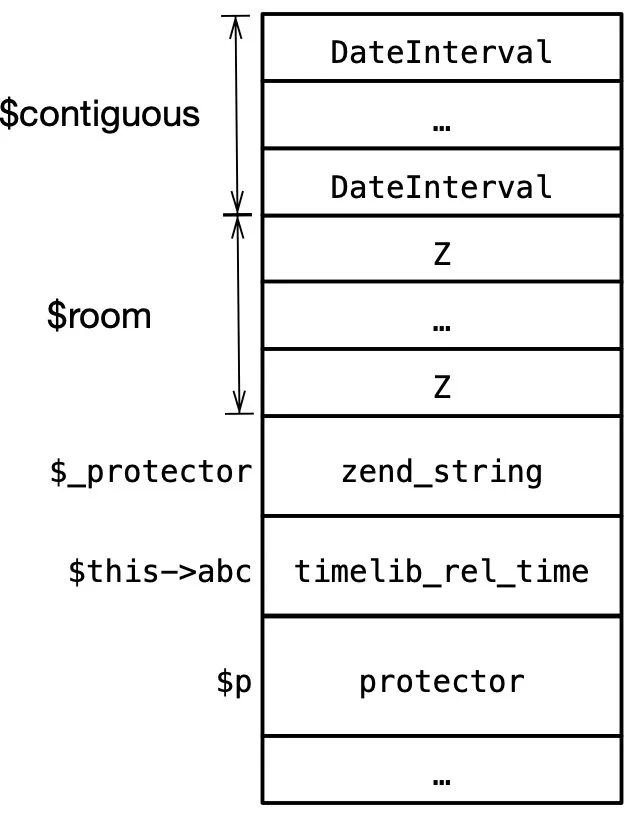 DateInterval
$contiguous
…
DateInterval
Z
$room
…
Z
$_protector zend_string
$this->abc timelib_rel_time
$p protector
…